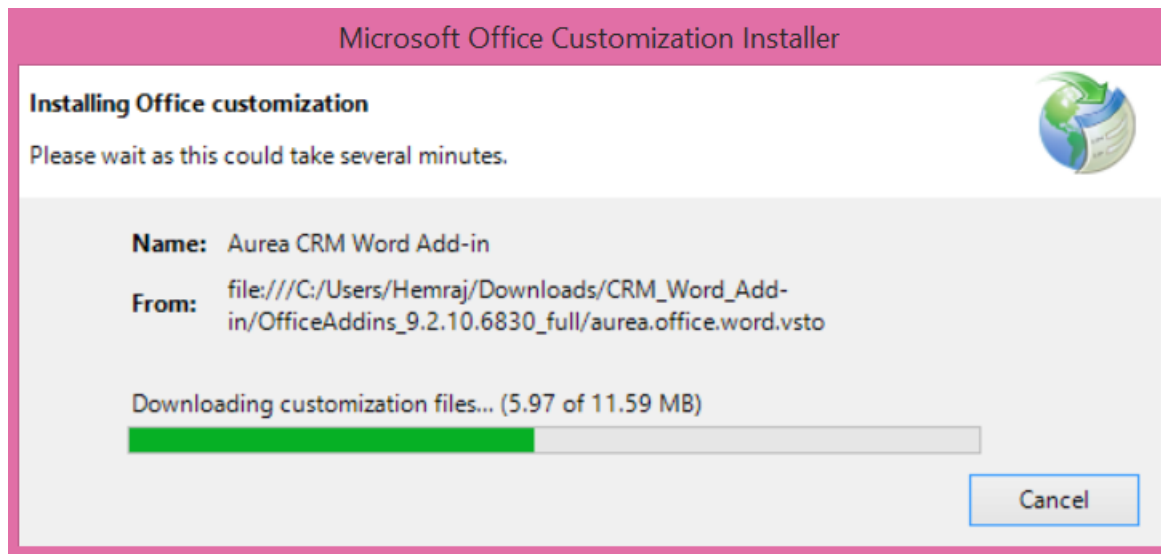 Microsoft Office Customization Installer
Installing Office customization
Please wait as this could take several minutes.
Name: Aurea CRM Word Add-in
From: file:///C:/Users/Hemraj/Downloads/CRM_Word_Add-
in/OfficeAddins_9.2.10.6830_full/aurea.office.word.vsto
Downloading customization files... (5.97 of 11.59 MB)
Cancel